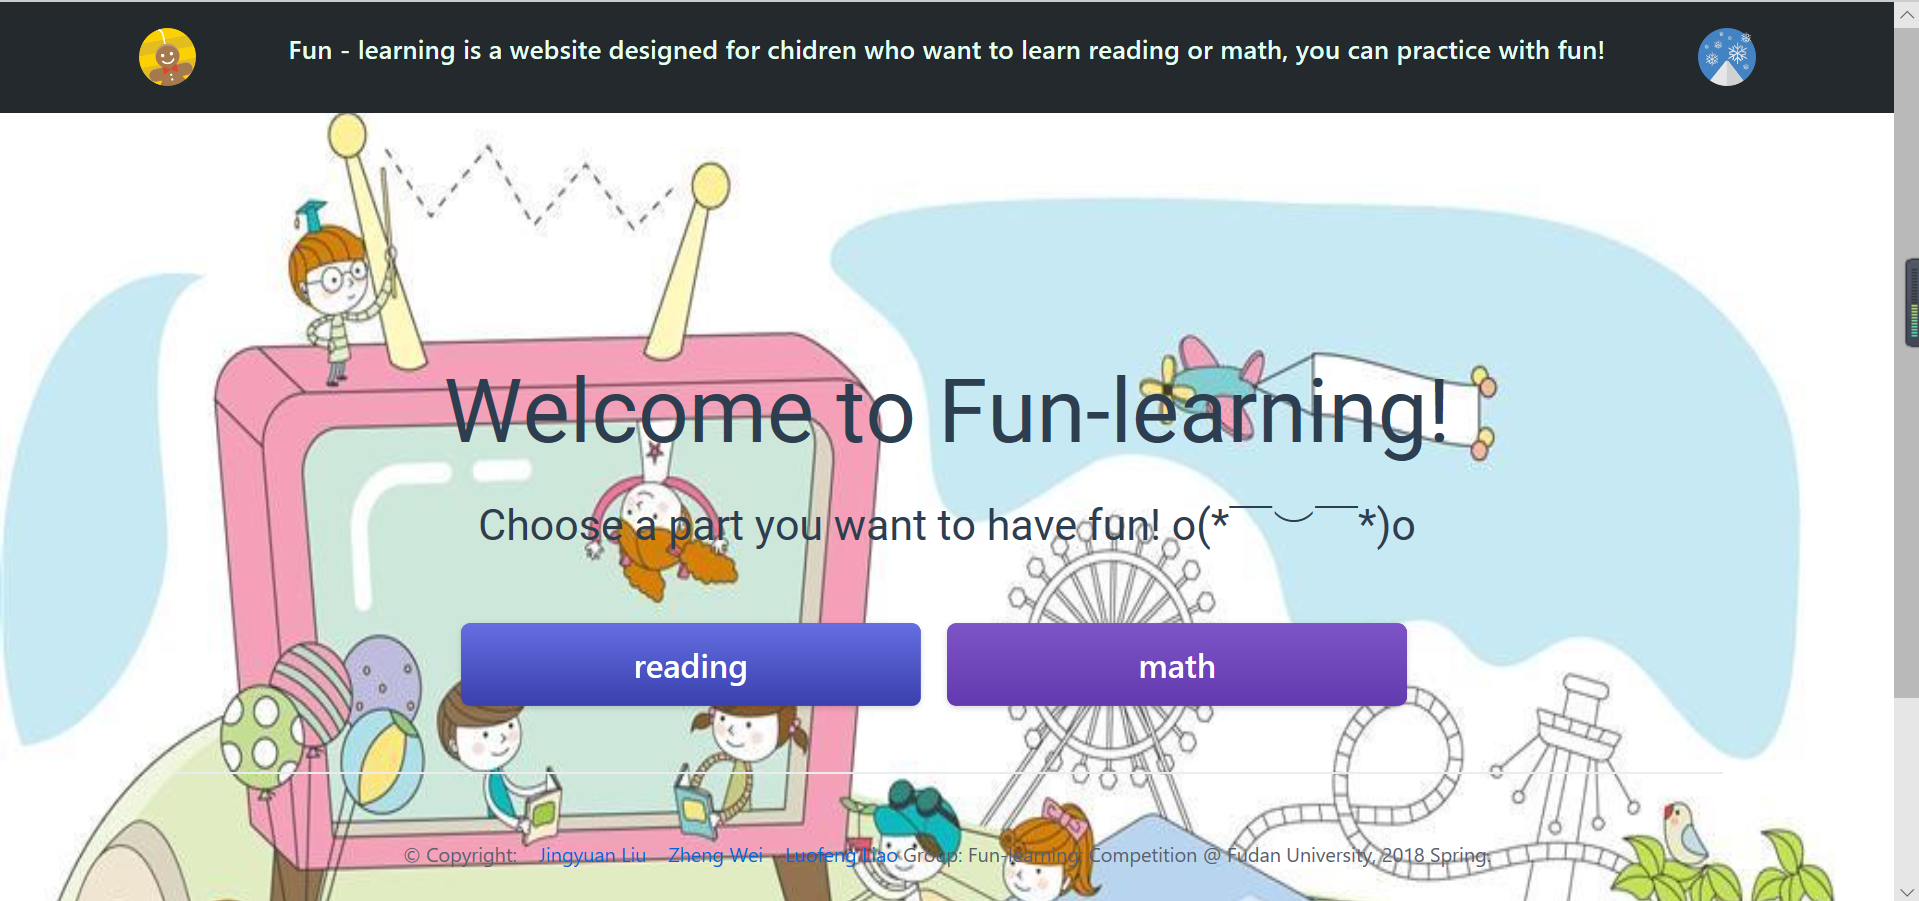 Fun - learning is a website designed for chidren who want to learn reading or math, you can practice with fun!
Welcome to Fun-learning!
Choose a part you want to have fun! o(*￣︶￣*)o
reading math
© Copyright: Jingyuan Liu Zheng Wei Luofeng Liao Group: Fun-learning, Competition @ Fudan University, 2018 Spring.